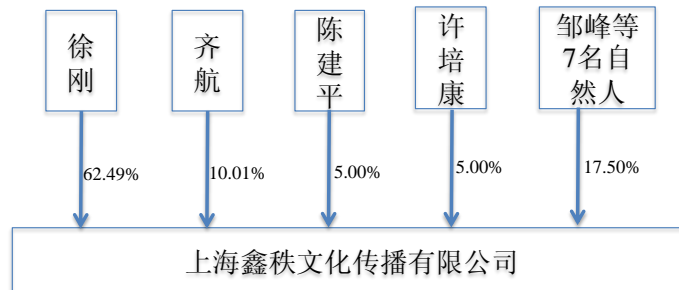 徐
刚
齐
航
陈
建
平
许
培
康
邹峰等
7名自
然人
62.49%
10.01%
5.00%
5.00%
17.50%
上海鑫秩文化传播有限公司